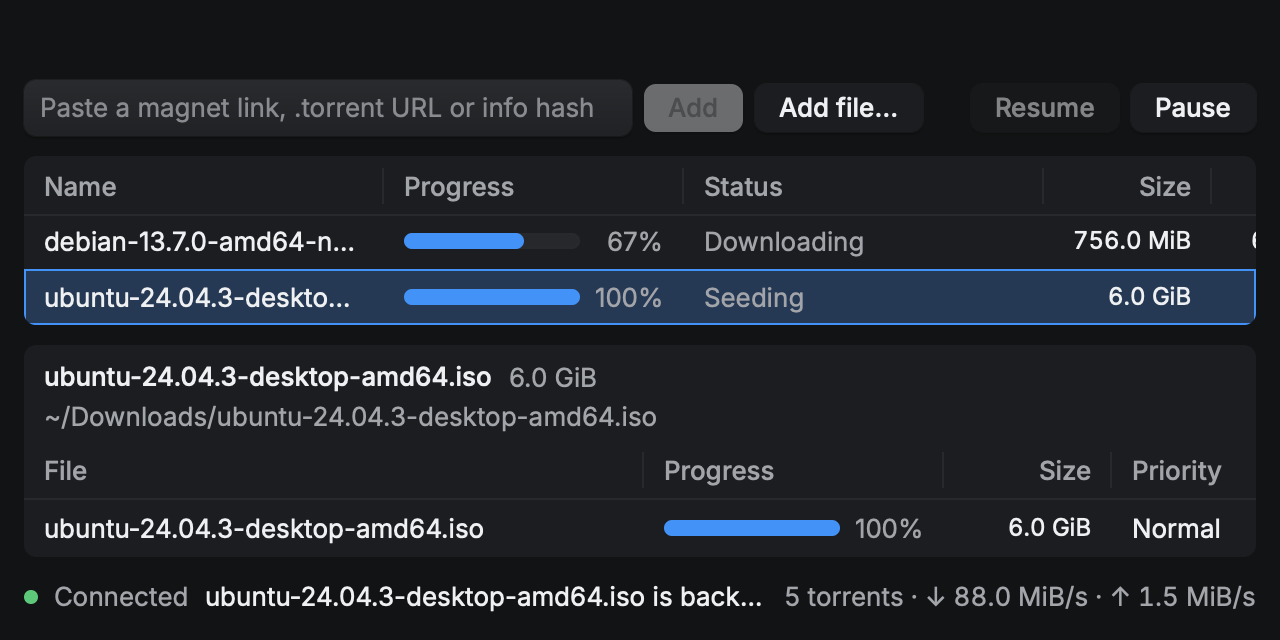 Paste a magnet link, .torrent URL or info hash Add Add file... Resume Pause
Name Progress Status Size
debian-13.7.0-amd64-n... 67% Downloading 756.0 MiB
ubuntu-24.04.3-deskto... 100% Seeding 6.0 GiB
ubuntu-24.04.3-desktop-amd64.iso 6.0 GiB
~/Downloads/ubuntu-24.04.3-desktop-amd64.iso
File Progress Size Priority
ubuntu-24.04.3-desktop-amd64.iso 100% 6.0 GiB Normal
Connected ubuntu-24.04.3-desktop-amd64.iso is back... 5 torrents · ↓ 88.0 MiB/s · ↑ 1.5 MiB/s